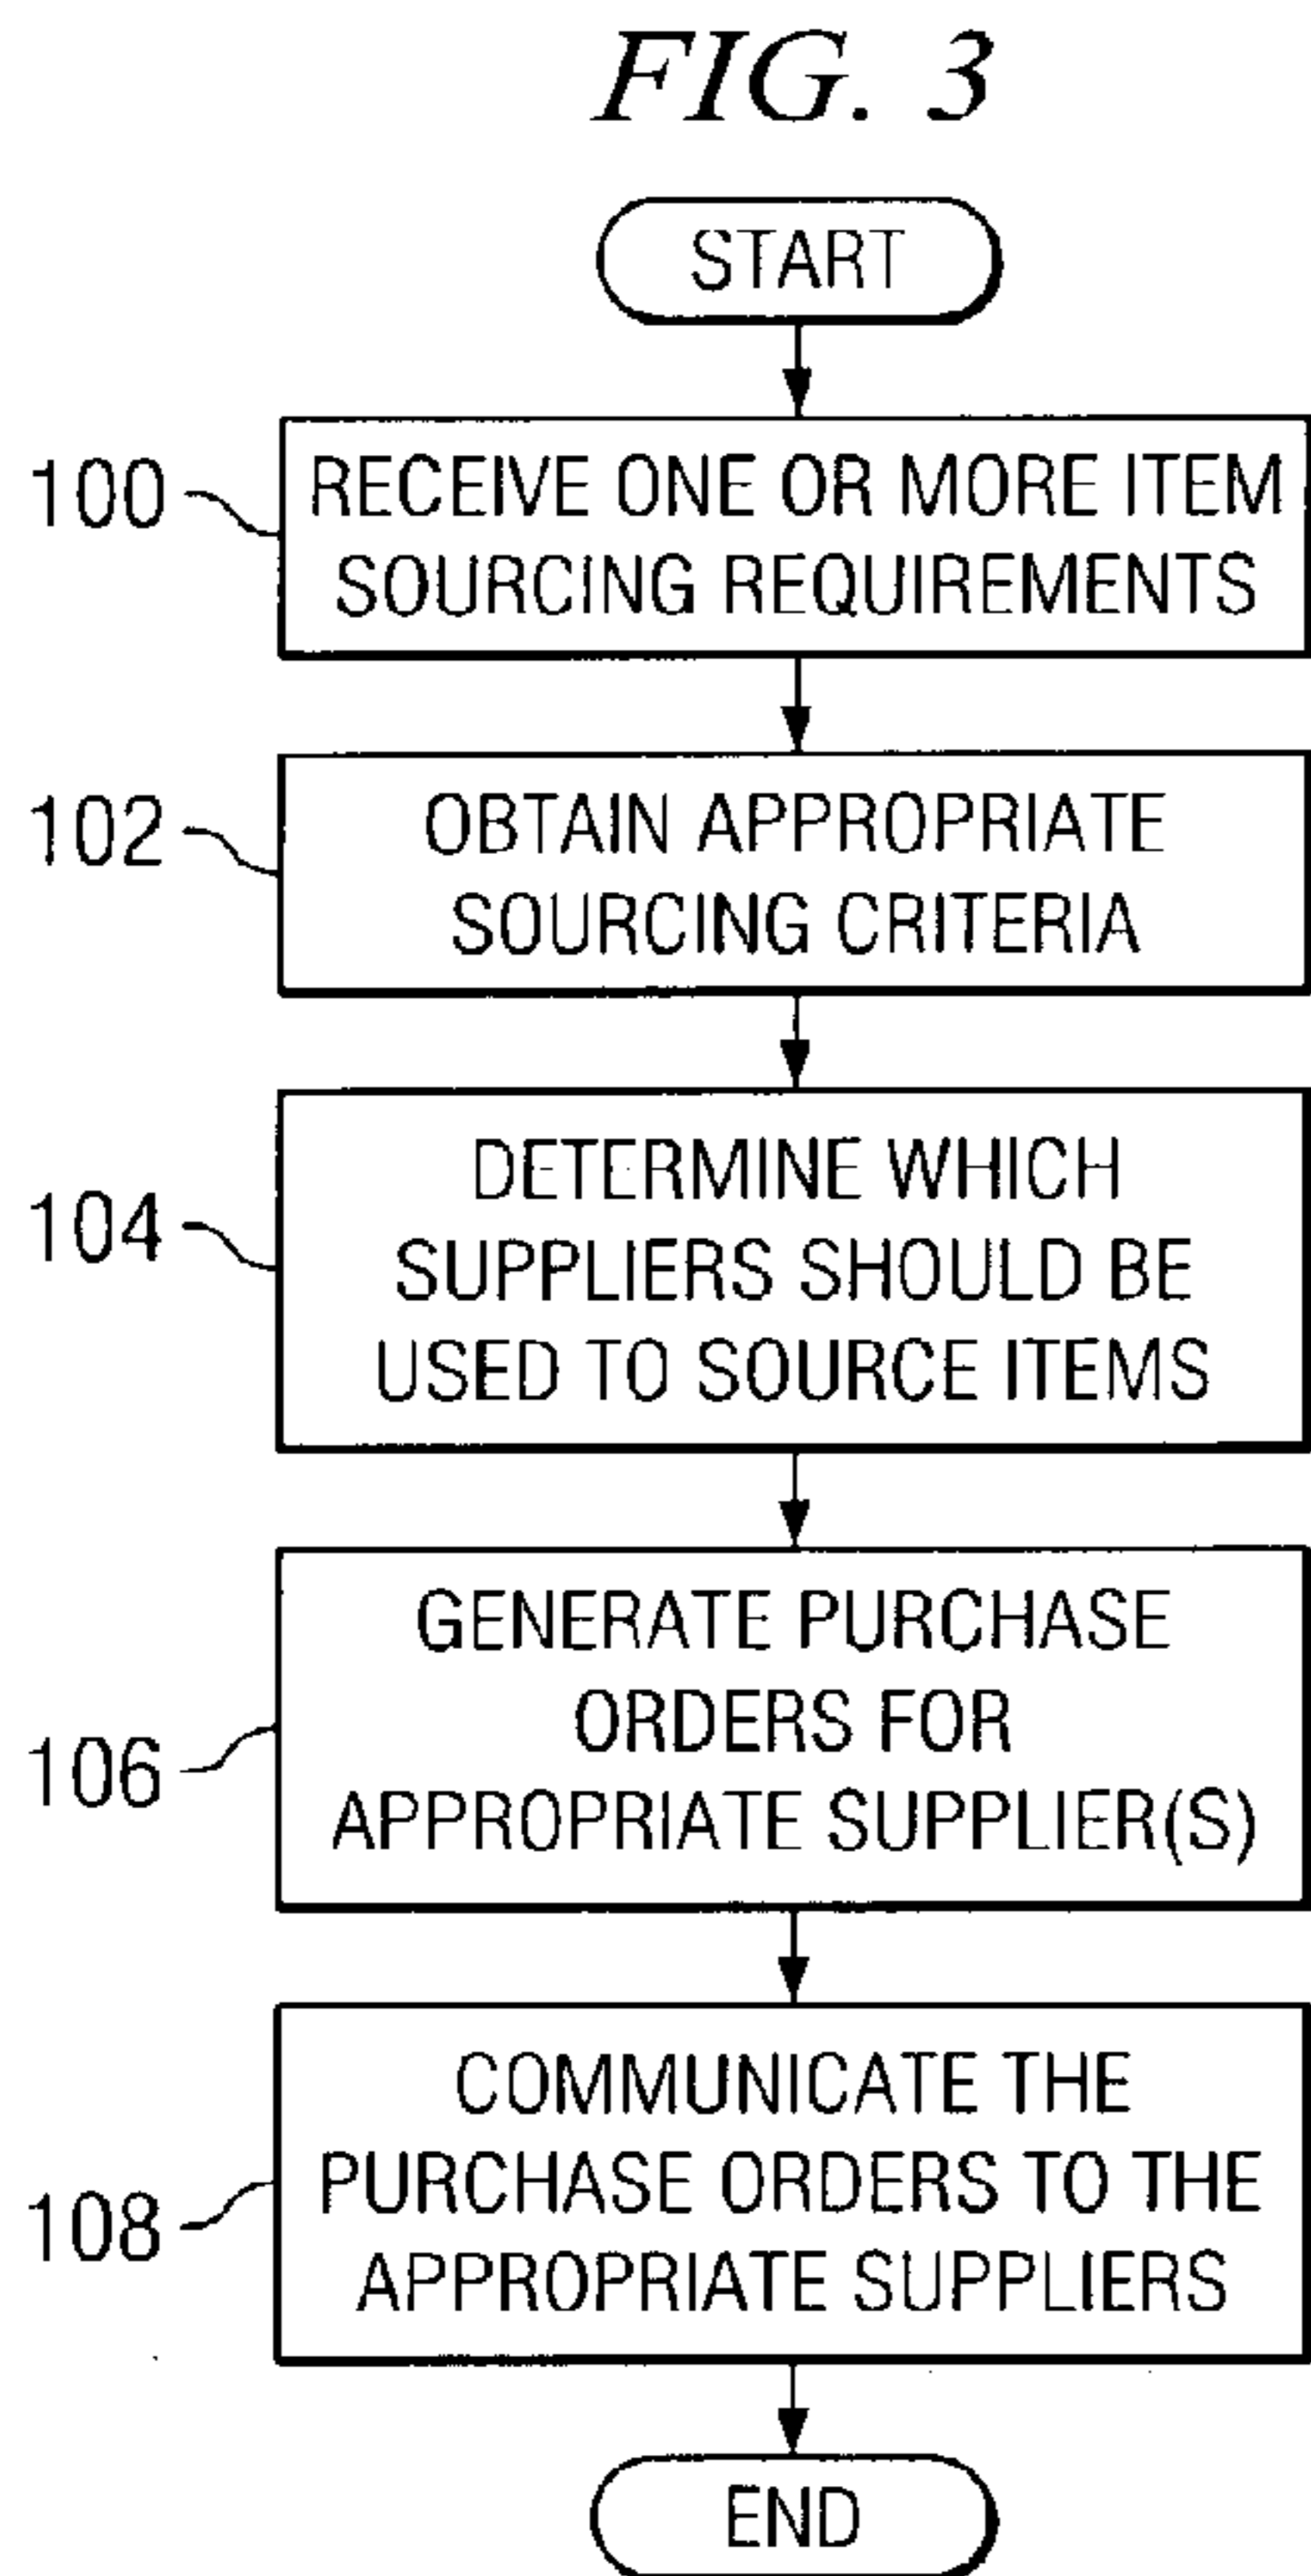 FIG. 3
START
100
RECEIVE ONE OR MORE ITEM
SOURCING REQUIREMENTS
102
OBTAIN APPROPRIATE
SOURCING CRITERIA
104
DETERMINE WHICH
SUPPLIERS SHOULD BE
USED TO SOURCE ITEMS
106
GENERATE PURCHASE
ORDERS FOR
APPROPRIATE SUPPLIER(S)
108
COMMUNICATE THE
PURCHASE ORDERS TO THE
APPROPRIATE SUPPLIERS
END